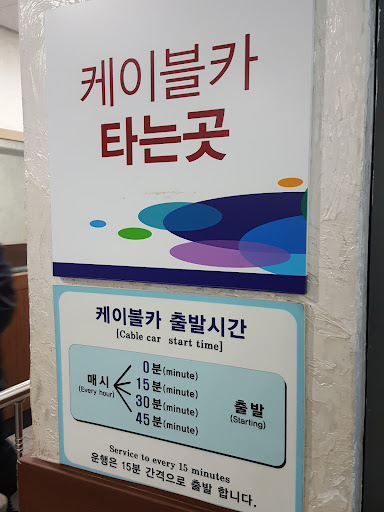 케이블카
타는곳
케이블카 출발시간
[Cable car start time]
매시
(Every hour)
0분(minute)
15분(minute)
30분(minute)
45분(minute)
출발
(Starting)
Service to every 15 minutes
운행은 15분 간격으로 출발 합니다.